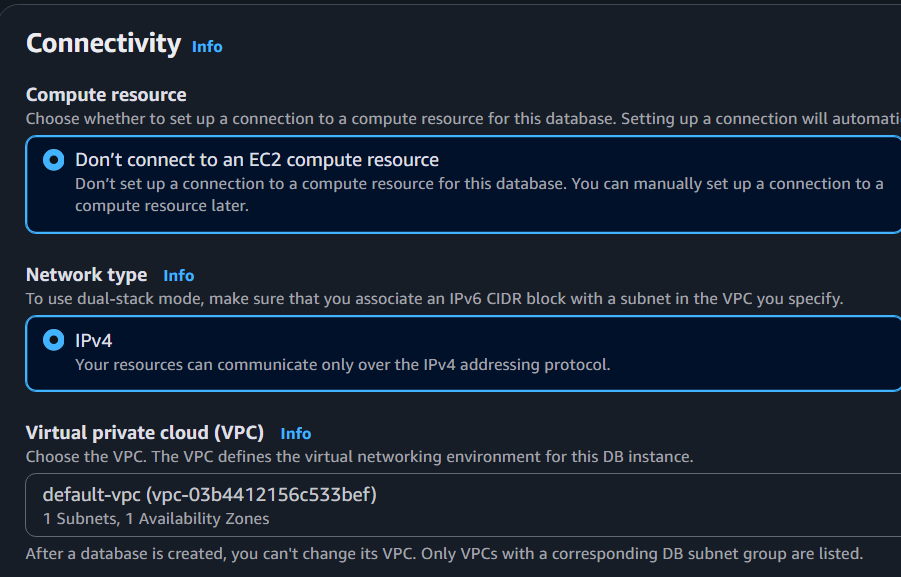 Connectivity Info
Compute resource
Choose whether to set up a connection to a compute resource for this database. Setting up a connection will
Don't connect to an EC2 compute resource
Don't set up a connection to a compute resource for this database. You can manually set up a connection to a
compute resource later.
Network type Info
To use dual-stack mode, make sure that you associate an IPv6 CIDR block with a subnet in the VPC you specify.
IPv4
Your resources can communicate only over the IPv4 addressing protocol.
Virtual private cloud (VPC) Info
Choose the VPC. The VPC defines the virtual networking environment for this DB instance.
default-vpc (vpc-03b4412156c533bef)
1 Subnets, 1 Availability Zones
After a database is created, you can't change its VPC. Only VPCs with a corresponding DB subnet group are listed.